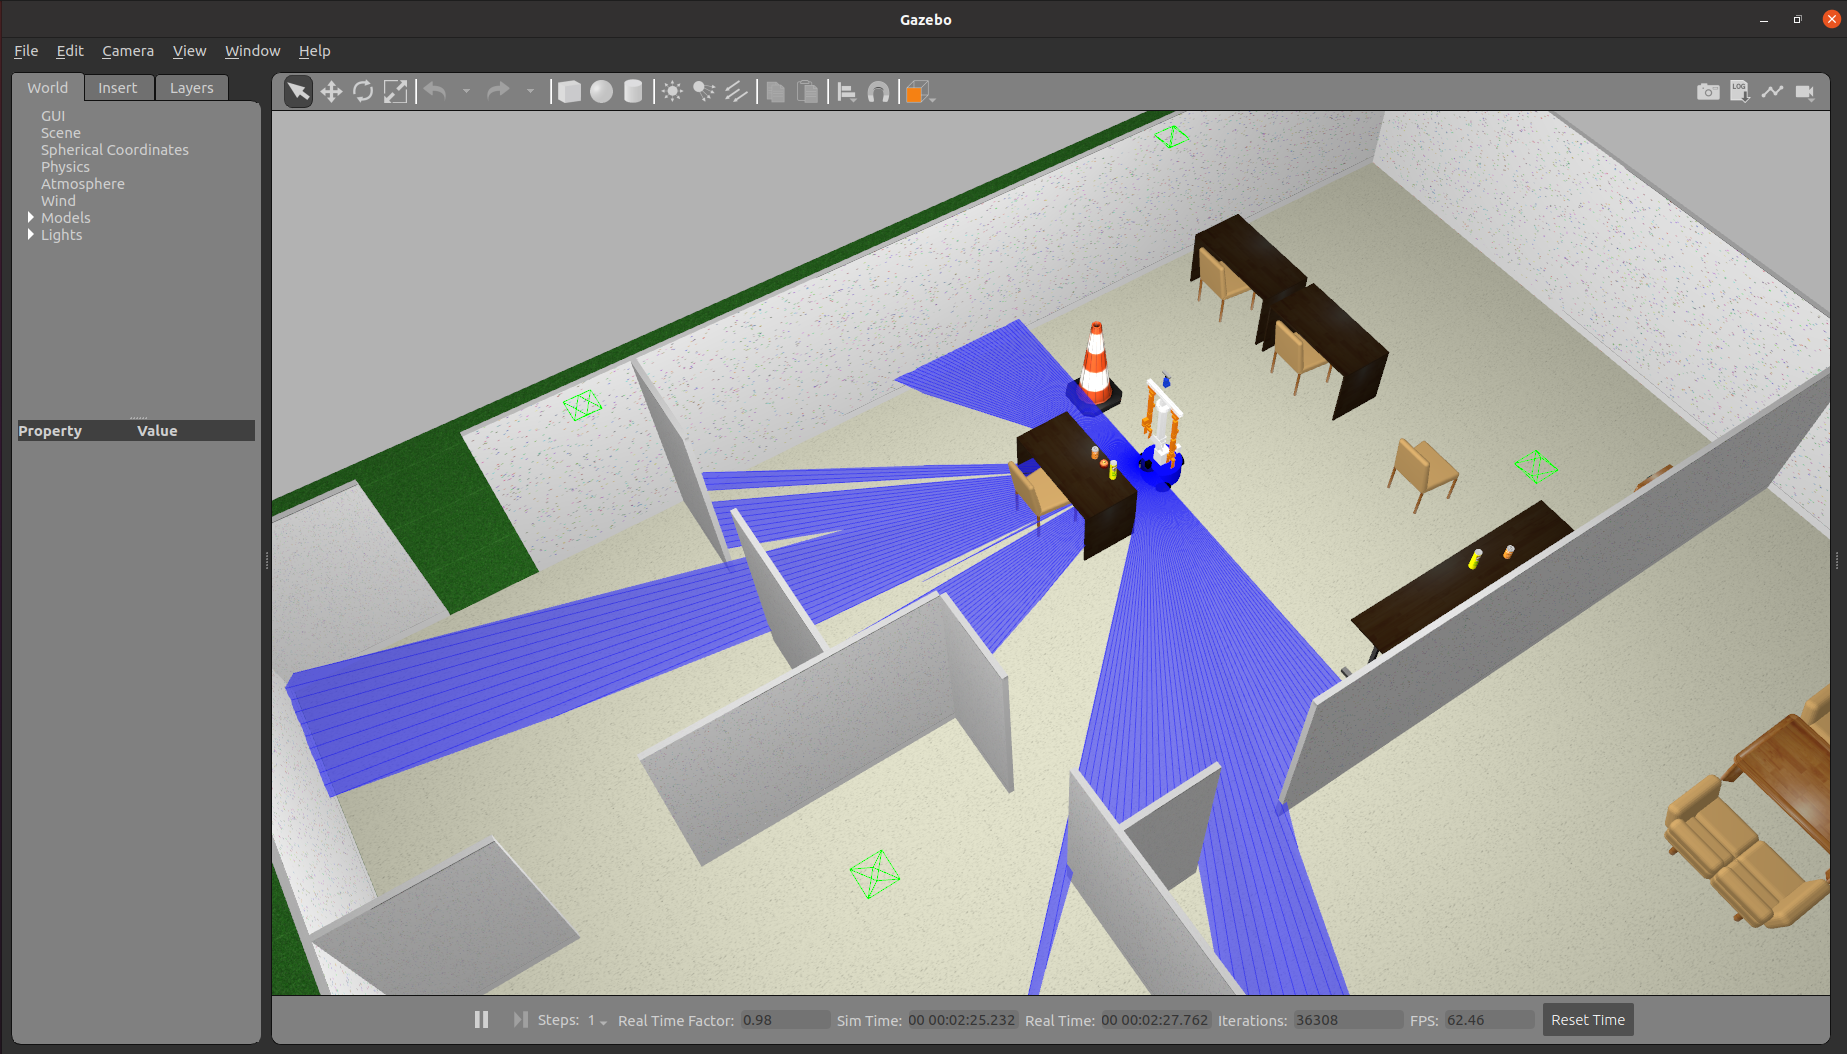 Gazebo
File Edit Camera View Window Help
World Insert Layers
LOG
GUI
Scene
Spherical Coordinates
Physics
Atmosphere
Wind
Models
Lights
Property Value
Steps: 1 Real Time Factor: 0.98 Sim Time: 00 00:02:25.232 Real Time: 00 00:02:27.762 Iterations: 36308 FPS: 62.46 Reset Time